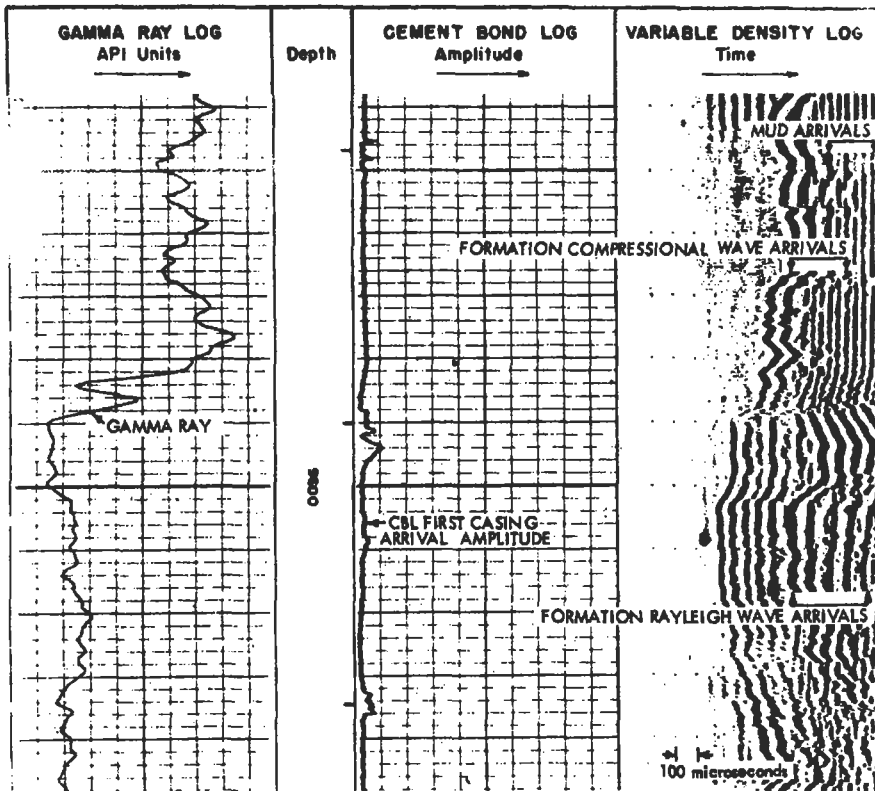 GAMMA RAY LOG
API Units
Depth
CEMENT BOND LOG
Amplitude
VARIABLE DENSITY LOG
Time
MUD ARRIVALS
FORMATION COMPRESSIONAL WAVE ARRIVALS
GAMMA RAY
9800
CBL FIRST CASING
ARRIVAL AMPLITUDE
FORMATION RAYLEIGH WAVE ARRIVALS
100 microseconds